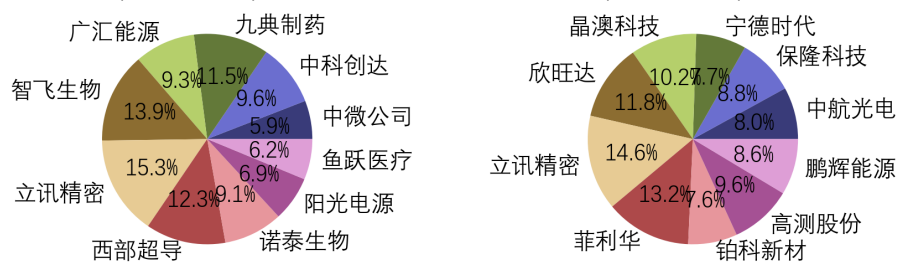 广汇能源
九典制药
中科创达
智飞生物
中微公司
鱼跃医疗
立讯精密
阳光电源
西部超导
诺泰生物
9.3%
11.5%
9.6%
13.9%
5.9%
6.2%
15.3%
6.9%
12.3%
9.1%
晶澳科技
宁德时代
保隆科技
欣旺达
中航光电
立讯精密
鹏辉能源
高测股份
菲利华
铂科新材
10.2%
7.7%
8.8%
11.8%
8.0%
14.6%
8.6%
9.6%
13.2%
7.6%